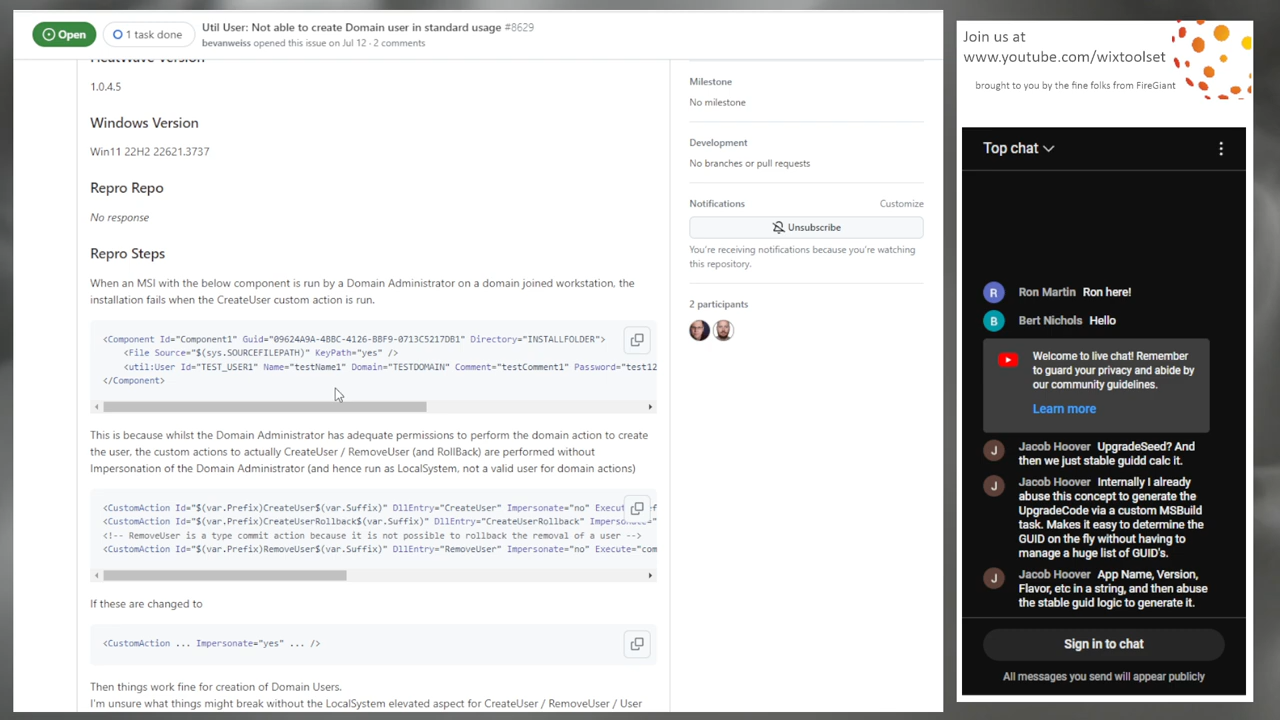 Open
1 task done
Util User: Not able to create Domain user in standard usage #8629
bevanweiss opened this issue on Jul 12 · 2 comments
HeatWave Version
1.0.4.5
Windows Version
Win11 22H2 22621.3737
Repro Repo
No response
Repro Steps
When an MSI with the below component is run by a Domain Administrator on a domain joined workstation, the
installation fails when the CreateUser custom action is run.
<Component Id="Component1" Guid="09624A9A-4BBC-4126-BBF9-0713C5217DB1" Directory="INSTALLFOLDER">
<File Source="$(sys.SOURCEFILEPATH)" KeyPath="yes" />
<util:User Id="TEST_USER1" Name="testName1" Domain="TESTDOMAIN" Comment="testComment1" Password="test12
</Component>
This is because whilst the Domain Administrator has adequate permissions to perform the domain action to create
the user, the custom actions to actually CreateUser / RemoveUser (and RollBack) are performed without
Impersonation of the Domain Administrator (and hence run as LocalSystem, not a valid user for domain actions)
<CustomAction Id="$(var.Prefix)CreateUser$(var.Suffix)" DllEntry="CreateUser" Impersonate="no" Execut
<CustomAction Id="$(var.Prefix)CreateUserRollback$(var.Suffix)" DllEntry="CreateUserRollback" Imperson
<!-- RemoveUser is a type commit action because it is not possible to rollback the removal of a user -->
<CustomAction Id="$(var.Prefix)RemoveUser$(var.Suffix)" DllEntry="RemoveUser" Impersonate="no" Execute="com
If these are changed to
<CustomAction ... Impersonate="yes" ... />
Then things work fine for creation of Domain Users.
I'm unsure what things might break without the LocalSystem elevated aspect for CreateUser / RemoveUser / User
Milestone
No milestone
Development
No branches or pull requests
Notifications
Customize
Unsubscribe
You're receiving notifications because you're watching
this repository.
2 participants
Join us at
www.youtube.com/wixtoolset
brought to you by the fine folks from FireGiant
Top chat
R
Ron Martin Ron here!
B
Bert Nichols Hello
Welcome to live chat! Remember
to guard your privacy and abide by
our community guidelines.
Learn more
J
Jacob Hoover UpgradeSeed? And
then we just stable guidd calc it.
J
Jacob Hoover Internally I already
abuse this concept to generate the
UpgradeCode via a custom MSBuild
task. Makes it easy to determine the
GUID on the fly without having to
manage a huge list of GUID's.
J
Jacob Hoover App Name, Version,
Flavor, etc in a string, and then abuse
the stable guid logic to generate it.
Sign in to chat
All messages you send will appear publicly